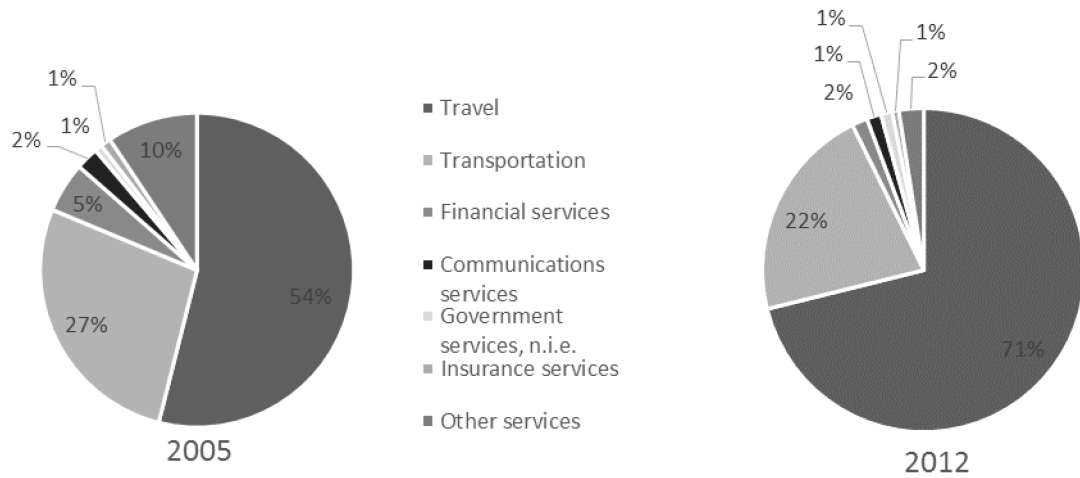 1%
2%
1%
10%
5%
27%
54%
2005
Travel
Transportation
Financial services
Communications
services
Government
services, n.i.e.
Insurance services
Other services
1%
1%
1%
2%
2%
22%
71%
2012